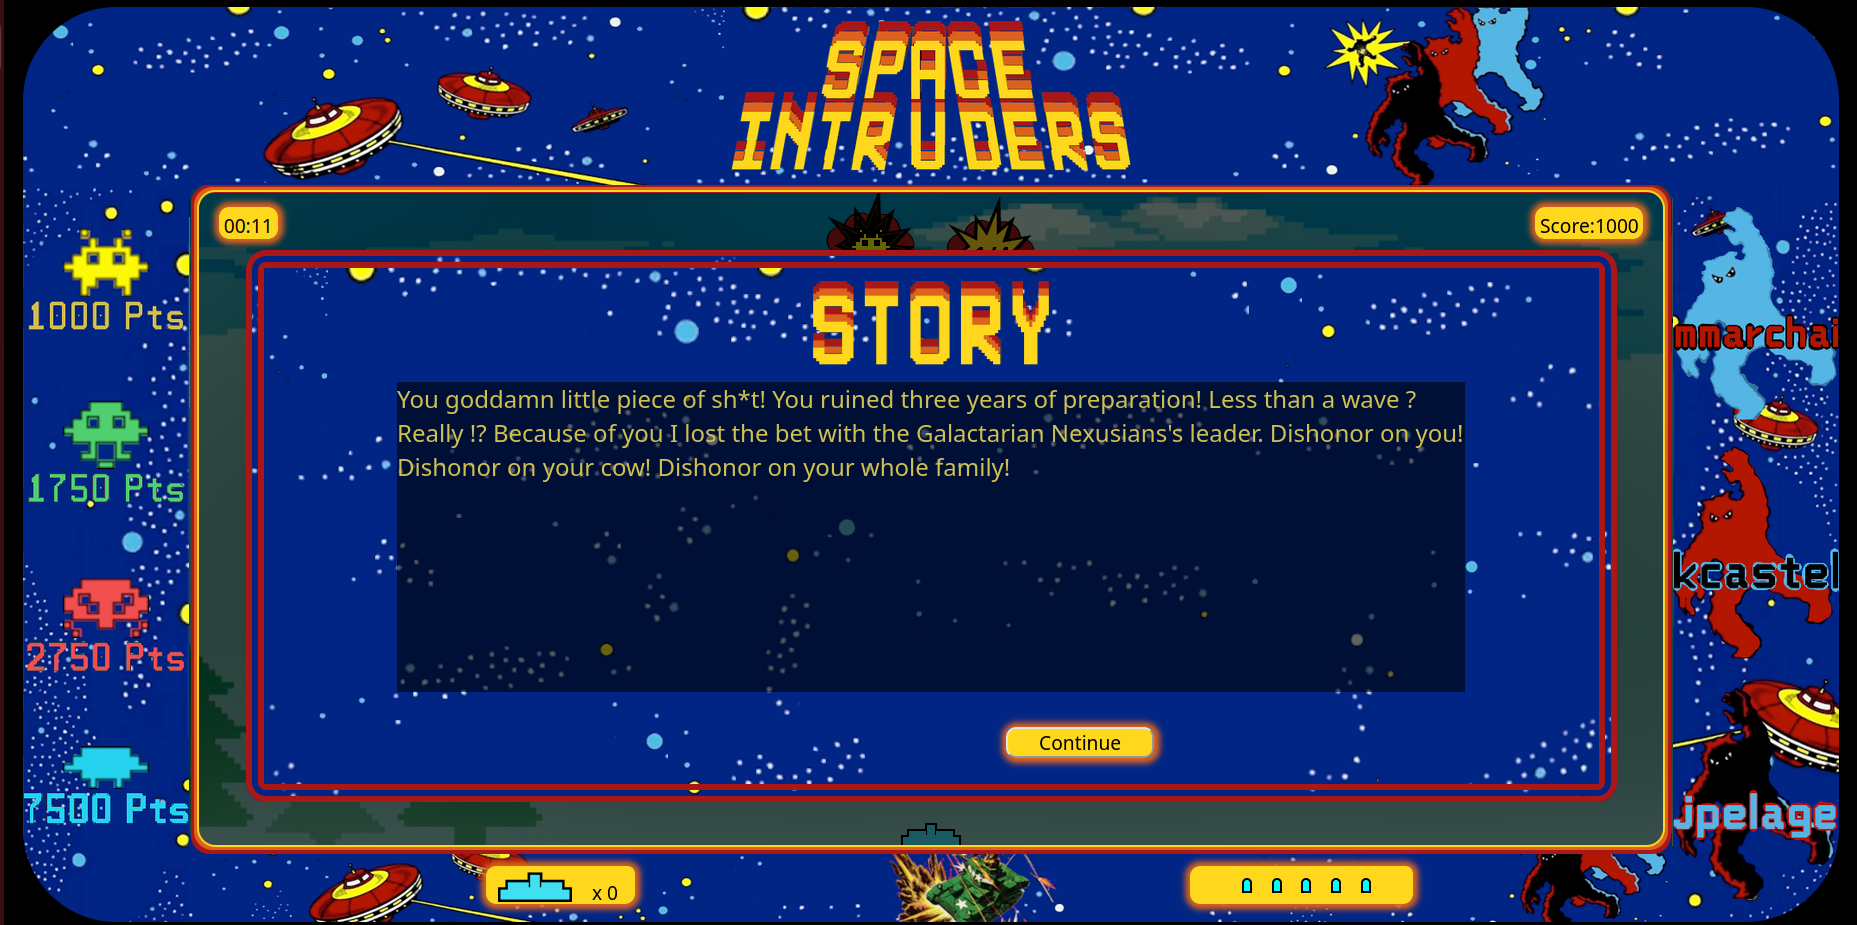 SPACE
INTRUDERS
00:11
Score:1000
1000 Pts
1750 Pts
2750 Pts
7500 Pts
STORY
You goddamn little piece of sh*t! You ruined three years of preparation! Less than a wave ?
Really !? Because of you I lost the bet with the Galactarian Nexusians's leader. Dishonor on you!
Dishonor on your cow! Dishonor on your whole family!
Continue
mmarchai
kcastel
jpelage
x 0